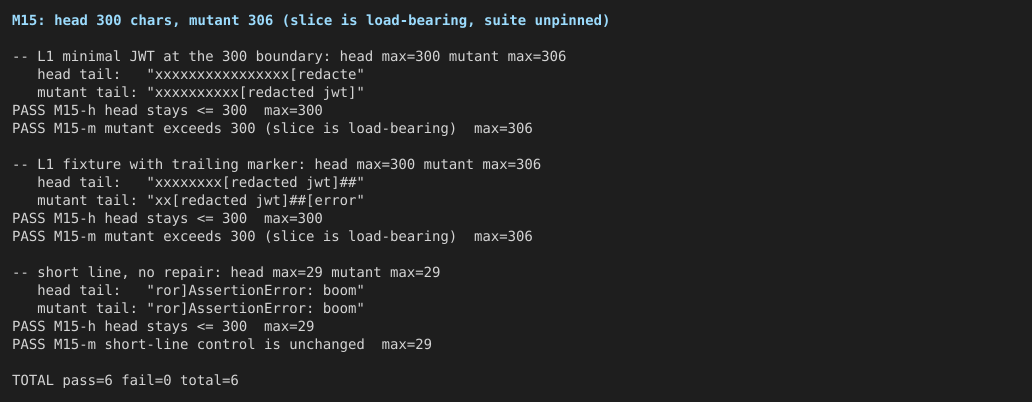 M15: head 300 chars, mutant 306 (slice is load-bearing, suite unpinned)
-- L1 minimal JWT at the 300 boundary: head max=300 mutant max=306
head tail:   "xxxxxxxxxxxxxxxx[redacte"
mutant tail: "xxxxxxxxxx[redacted jwt]"
PASS M15-h head stays <= 300  max=300
PASS M15-m mutant exceeds 300 (slice is load-bearing)  max=306
-- L1 fixture with trailing marker: head max=300 mutant max=306
head tail:   "xxxxxxxx[redacted jwt]##"
mutant tail: "xx[redacted jwt]##[error"
PASS M15-h head stays <= 300  max=300
PASS M15-m mutant exceeds 300 (slice is load-bearing)  max=306
-- short line, no repair: head max=29 mutant max=29
head tail:   "ror]AssertionError: boom"
mutant tail: "ror]AssertionError: boom"
PASS M15-h head stays <= 300  max=29
PASS M15-m short-line control is unchanged  max=29
TOTAL pass=6 fail=0 total=6